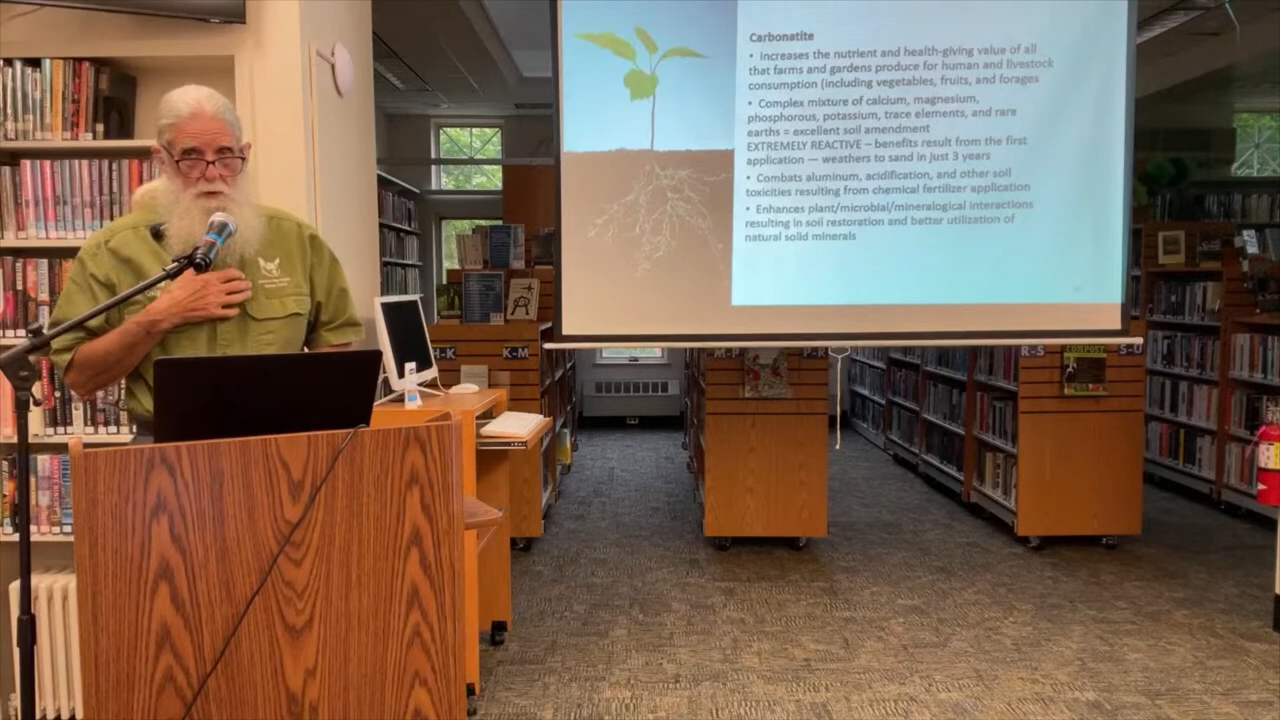 Carbonatite
• Increases the nutrient and health-giving value of all
that farms and gardens produce for human and livestock
consumption (including vegetables, fruits, and forages
• Complex mixture of calcium, magnesium,
phosphorous, potassium, trace elements, and rare
earths = excellent soil amendment
EXTREMELY REACTIVE – benefits result from the first
application — weathers to sand in just 3 years
• Combats aluminum, acidification, and other soil
toxicities resulting from chemical fertilizer application
• Enhances plant/microbial/mineralogical interactions
resulting in soil restoration and better utilization of
natural solid minerals
H-K
K-M
M-P
P-R
R-S
S-U
COMPOST